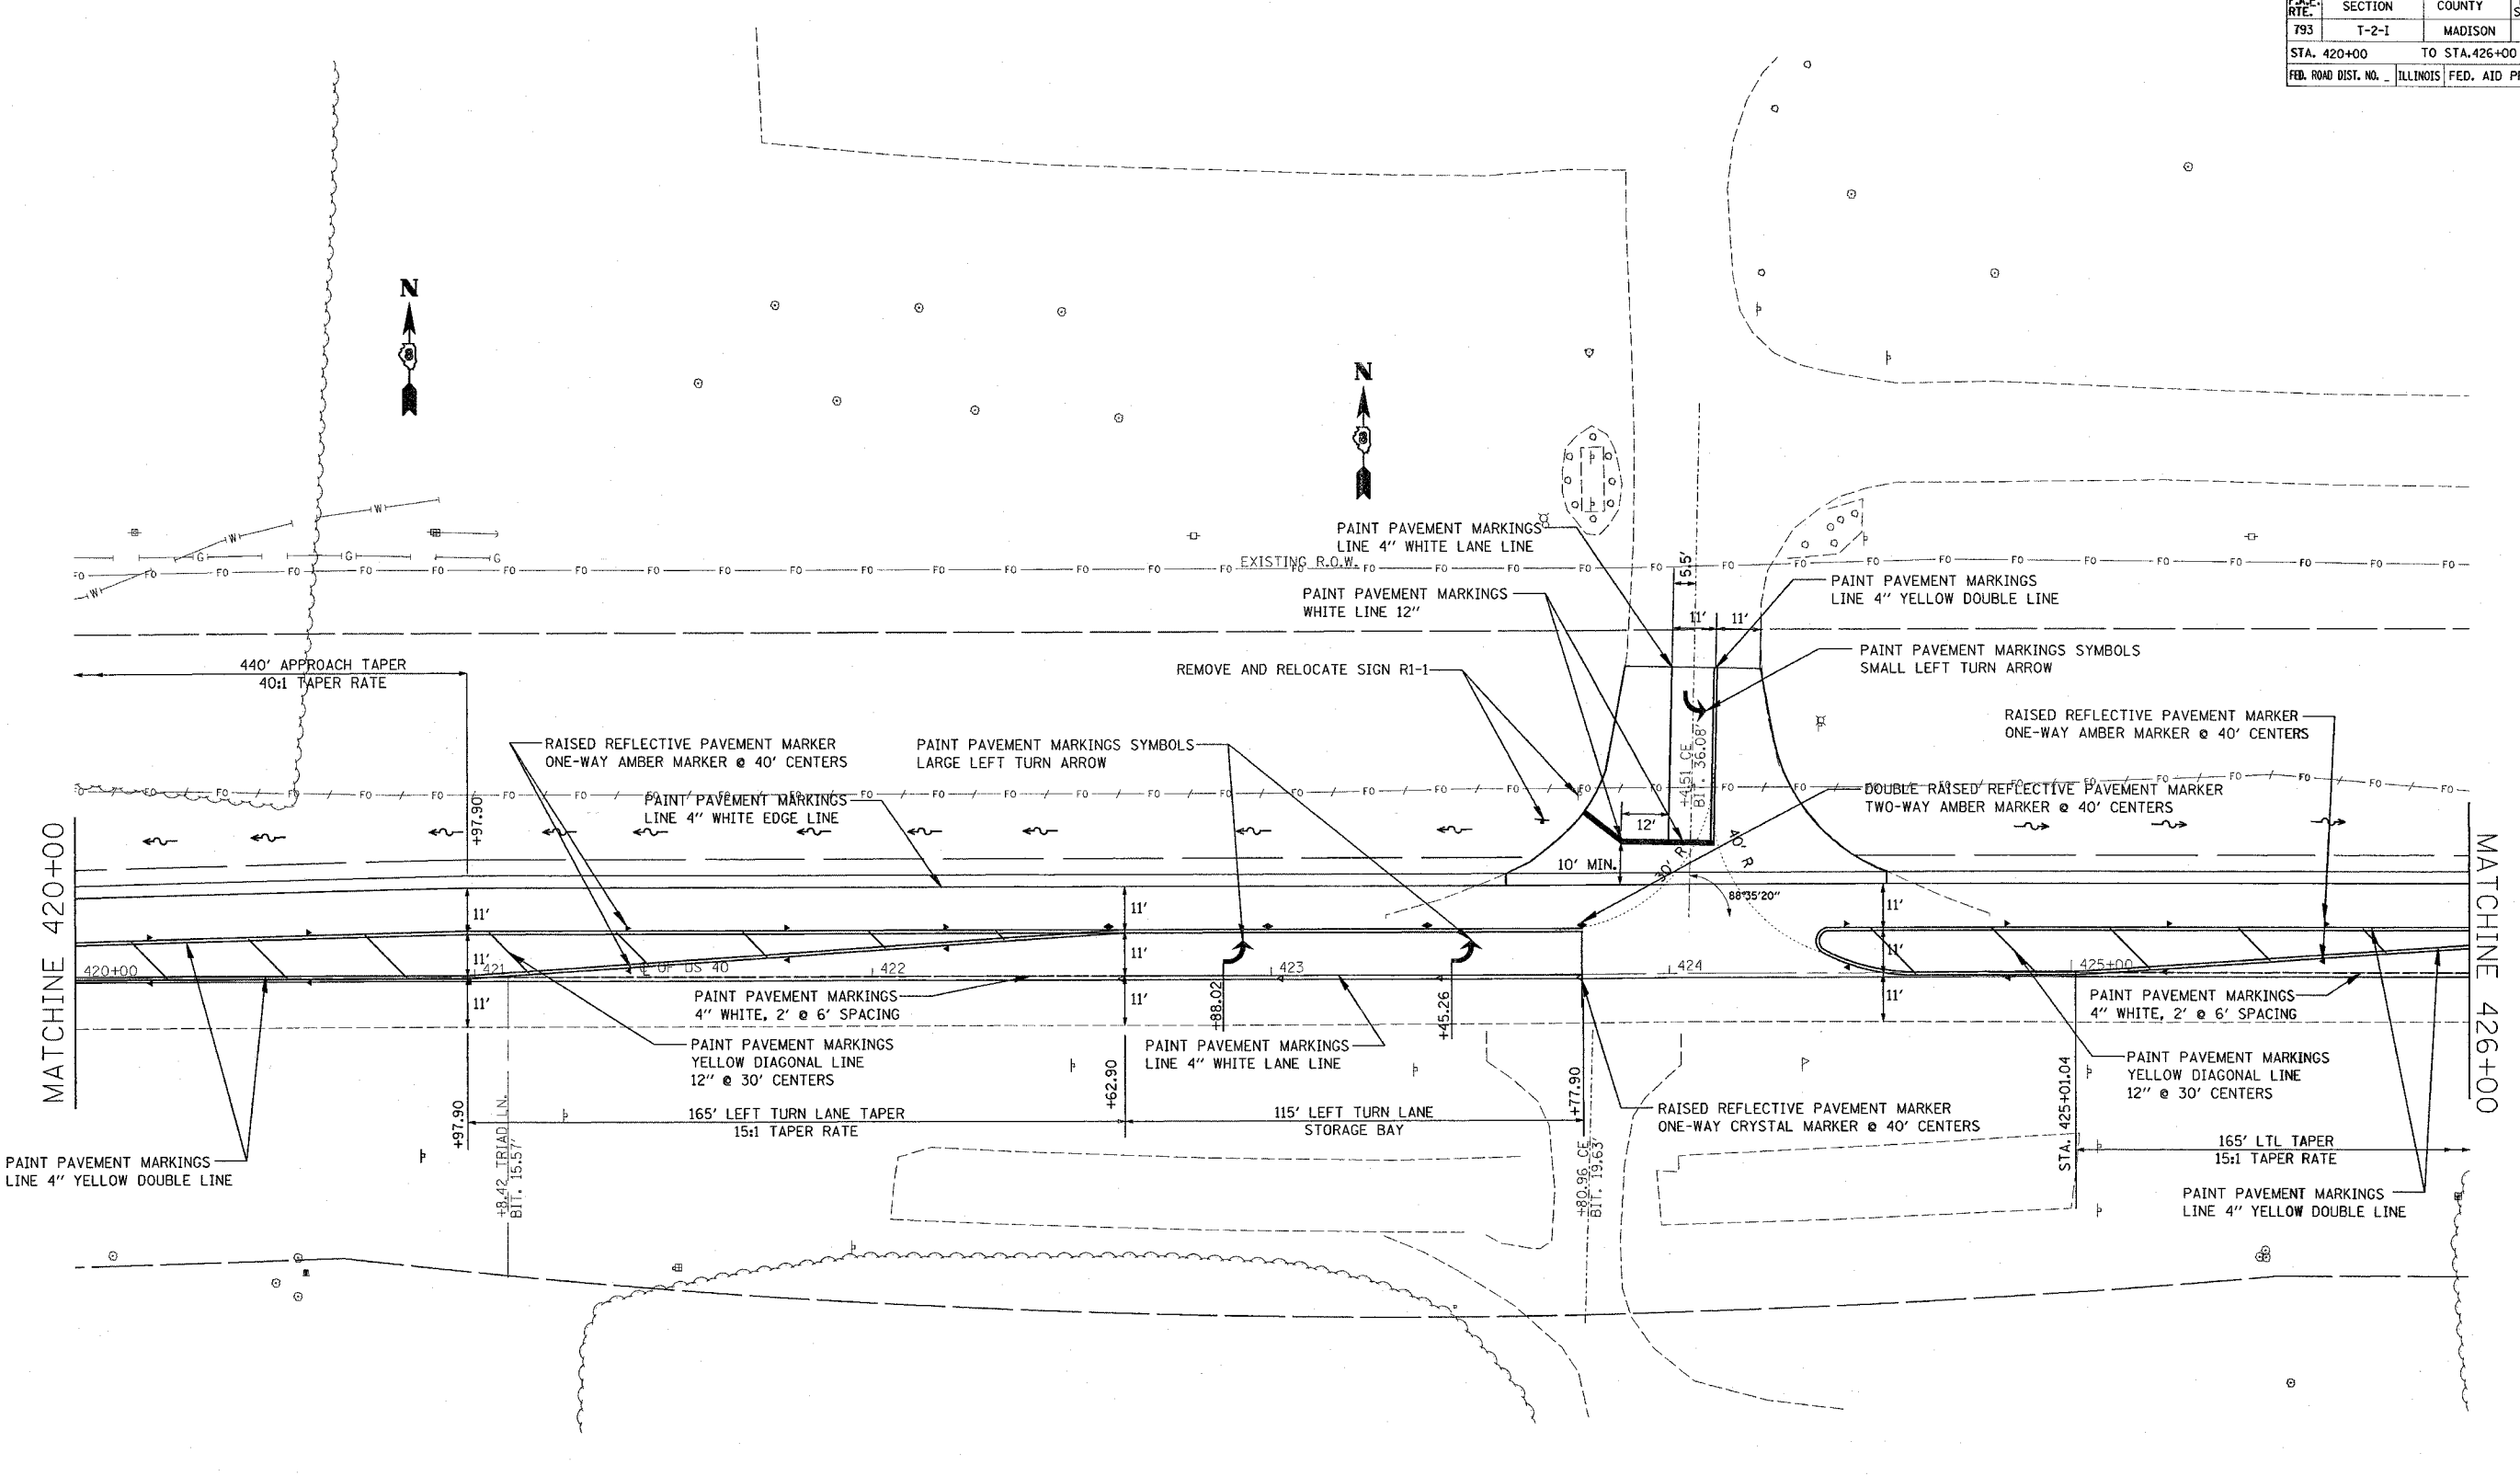 RTE. SECTION COUNTY
793 T-2-I MADISON
STA. 420+00 TO STA.426+00
FED. ROAD DIST. NO. _ ILLINOIS FED. AID
N
8
N
8
PAINT PAVEMENT MARKINGS
LINE 4" WHITE LANE LINE
5.5'
EXISTING R.O.W.
PAINT PAVEMENT MARKINGS
WHITE LINE 12"
PAINT PAVEMENT MARKINGS
LINE 4" YELLOW DOUBLE LINE
11' 11'
REMOVE AND RELOCATE SIGN R1-1
PAINT PAVEMENT MARKINGS SYMBOLS
SMALL LEFT TURN ARROW
440' APPROACH TAPER
40:1 TAPER RATE
RAISED REFLECTIVE PAVEMENT MARKER
ONE-WAY AMBER MARKER @ 40' CENTERS
PAINT PAVEMENT MARKINGS SYMBOLS
LARGE LEFT TURN ARROW
RAISED REFLECTIVE PAVEMENT MARKER
ONE-WAY AMBER MARKER @ 40' CENTERS
PAINT PAVEMENT MARKINGS
LINE 4" WHITE EDGE LINE
DOUBLE RAISED REFLECTIVE PAVEMENT MARKER
TWO-WAY AMBER MARKER @ 40' CENTERS
+97.90
+4.51 CE
BIT. 36.08'
12'
10' MIN.
30' R
40' R
88°35'20"
MATCHINE 420+00
MATCHINE 426+00
11'
11'
11'
11'
11'
11'
11'
11'
11'
420+00
421
℄ OF US 40
422
423
424
425+00
+88.02
+45.26
PAINT PAVEMENT MARKINGS
4" WHITE, 2' @ 6' SPACING
PAINT PAVEMENT MARKINGS
YELLOW DIAGONAL LINE
12" @ 30' CENTERS
PAINT PAVEMENT MARKINGS
LINE 4" WHITE LANE LINE
PAINT PAVEMENT MARKINGS
4" WHITE, 2' @ 6' SPACING
PAINT PAVEMENT MARKINGS
YELLOW DIAGONAL LINE
12" @ 30' CENTERS
+97.90
+62.90
+77.90
STA. 425+01.04
165' LEFT TURN LANE TAPER
15:1 TAPER RATE
115' LEFT TURN LANE
STORAGE BAY
RAISED REFLECTIVE PAVEMENT MARKER
ONE-WAY CRYSTAL MARKER @ 40' CENTERS
165' LTL TAPER
15:1 TAPER RATE
PAINT PAVEMENT MARKINGS
LINE 4" YELLOW DOUBLE LINE
+8.42 TRIAD LN.
BIT. 15.57'
+80.96 CE
BIT. 19.63'
PAINT PAVEMENT MARKINGS
LINE 4" YELLOW DOUBLE LINE